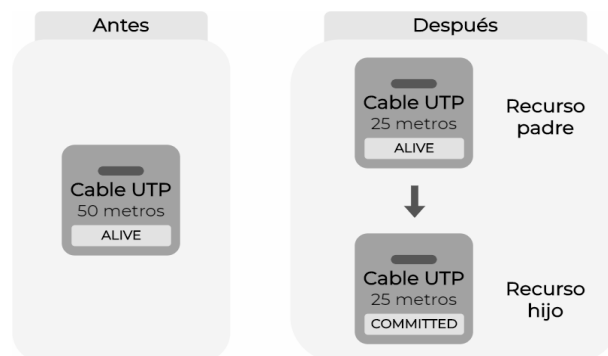 Antes
Cable UTP
50 metros
ALIVE
Después
Cable UTP
25 metros
ALIVE
Recurso
padre
Cable UTP
25 metros
COMMITTED
Recurso
hijo